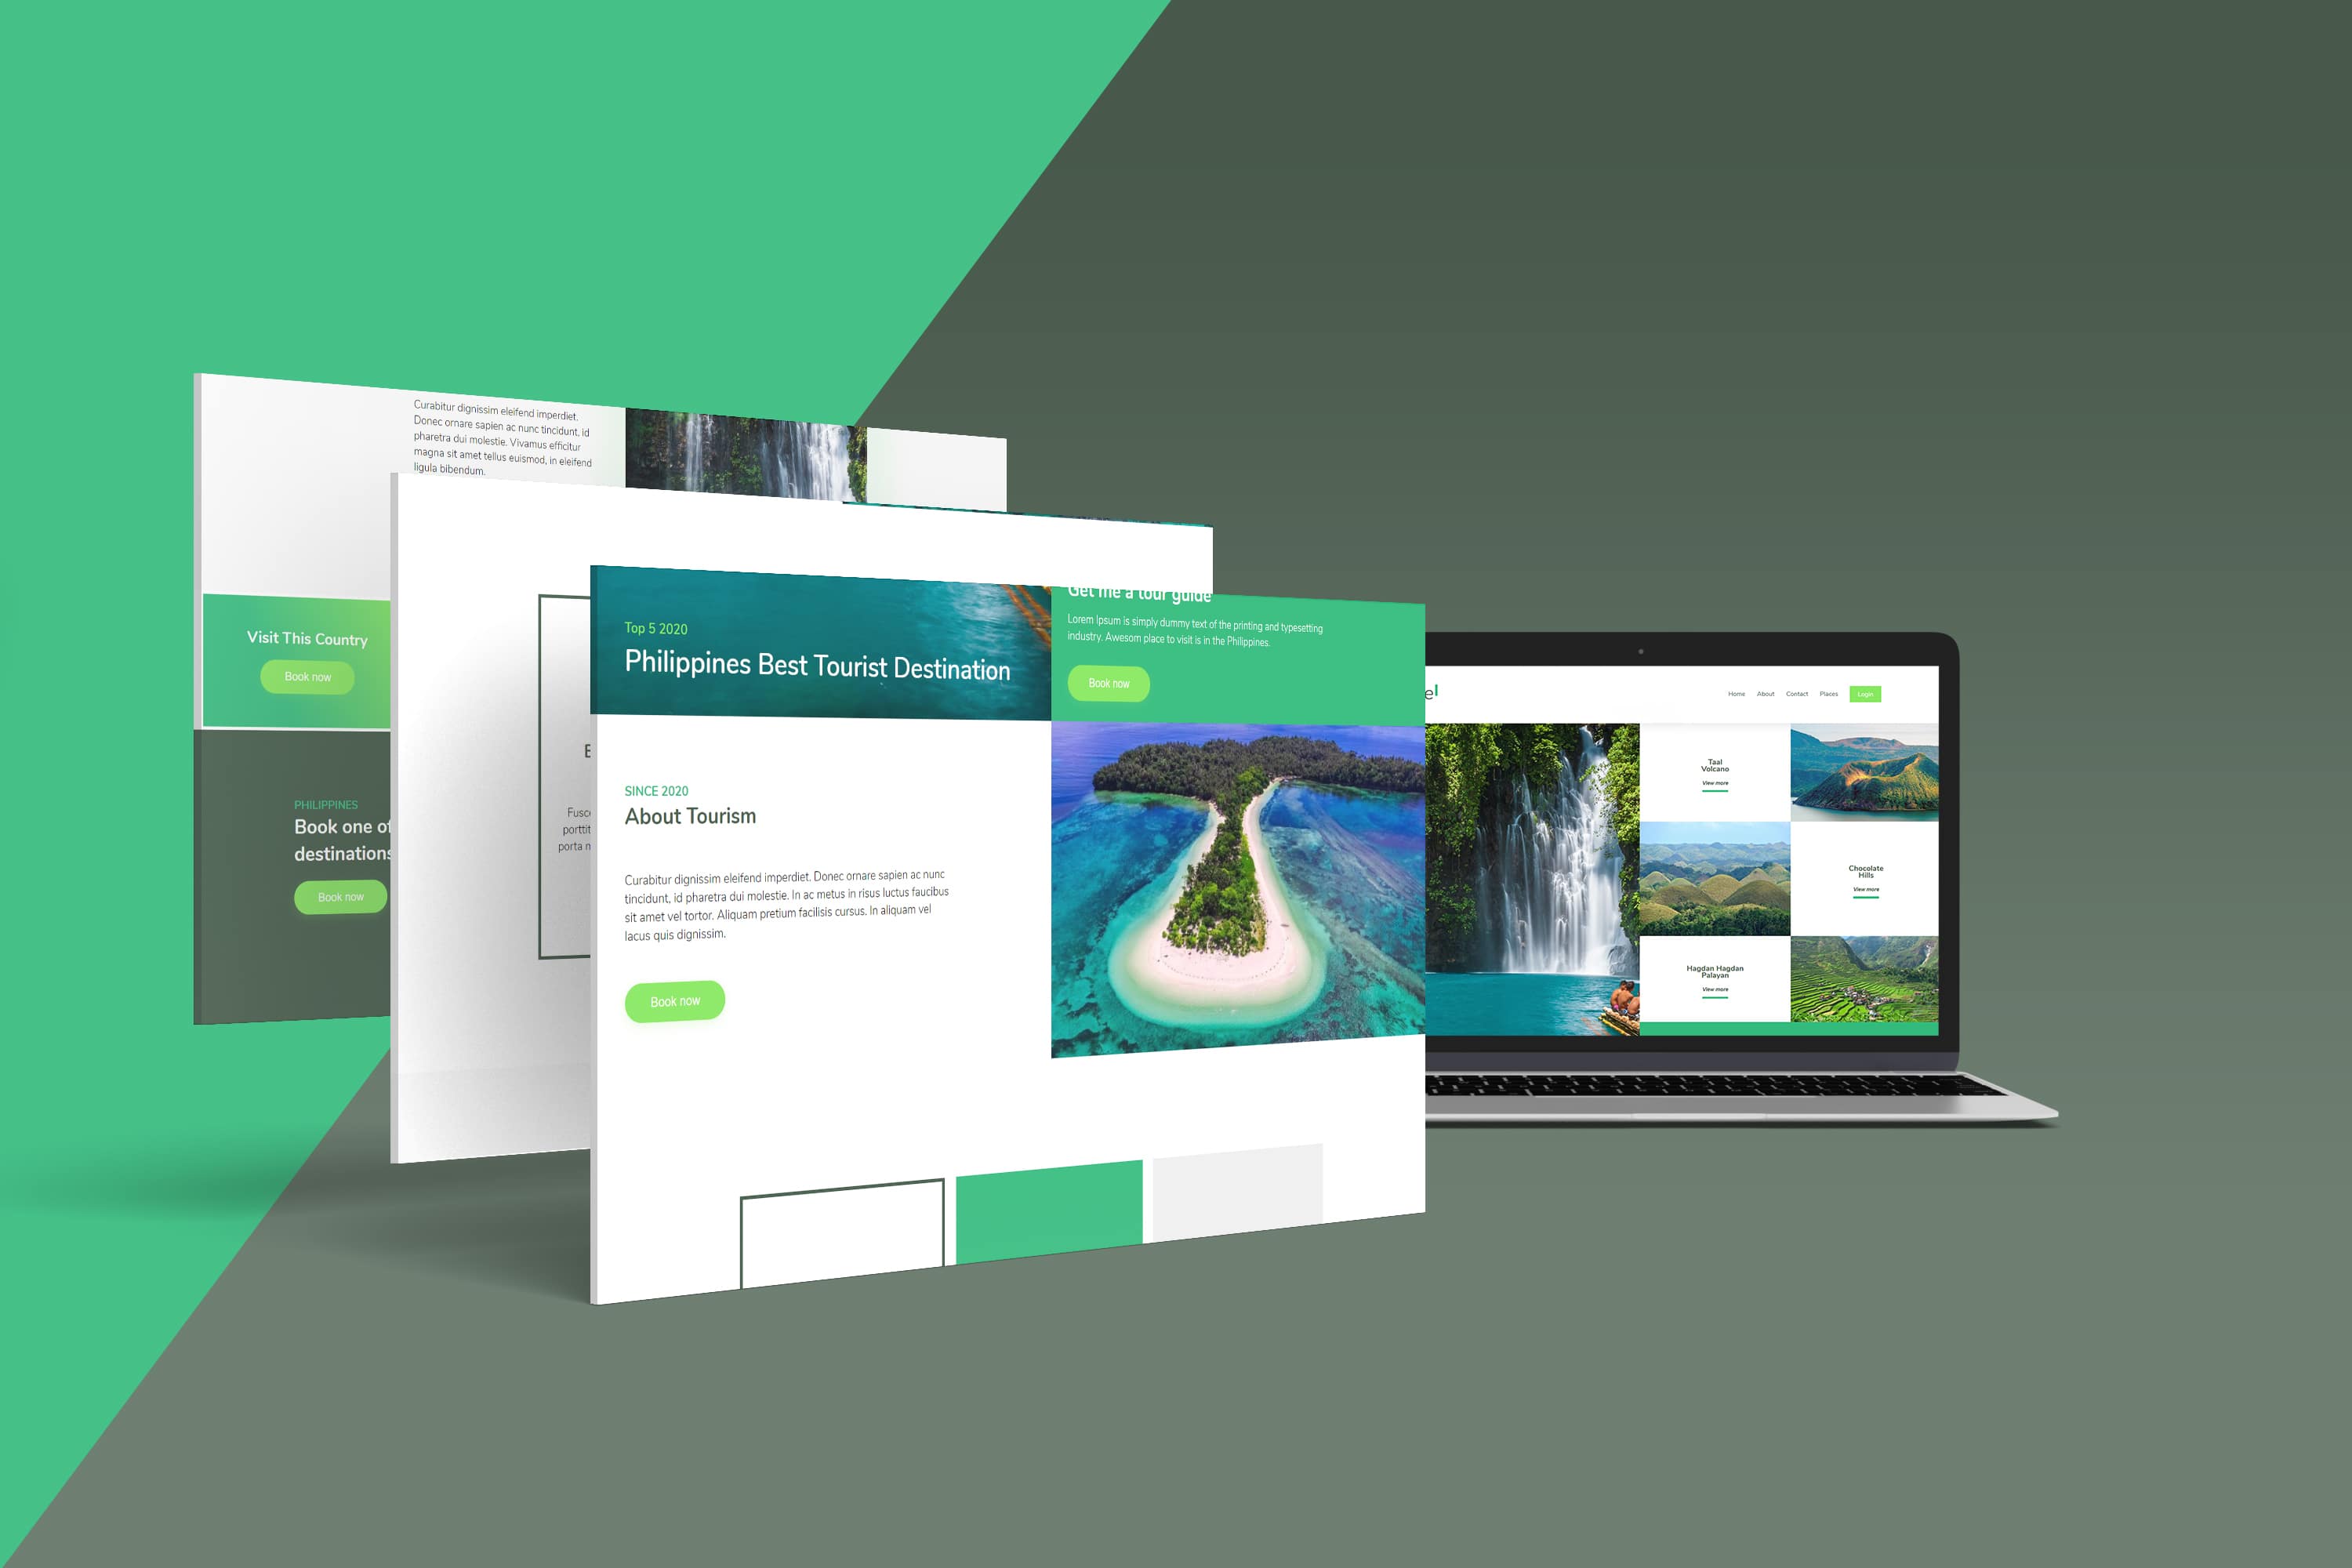 Curabitur dignissim eleifend imperdiet.
Donec ornare sapien ac nunc tincidunt, id
pharetra dui molestie. Vivamus efficitur
magna sit amet tellus euismod, in eleifend
ligula bibendum.
Visit This Country
Book now
PHILIPPINES
Book one of
destinations
Book now
Fusc
porttit
porta
Top 5 2020
Philippines Best Tourist Destination
Get me a tour guide
Lorem Ipsum is simply dummy text of the printing and typesetting
industry. Awesom place to visit is in the Philippines.
Book now
SINCE 2020
About Tourism
Curabitur dignissim eleifend imperdiet. Donec ornare sapien ac nunc
tincidunt, id pharetra dui molestie. In ac metus in risus luctus faucibus
sit amet vel tortor. Aliquam pretium facilisis cursus. In aliquam vel
lacus quis dignissim.
Book now
el
Home About Contact Places Login
Taal
Volcano
View more
Chocolate
Hills
View more
Hagdan Hagdan
Palayan
View more